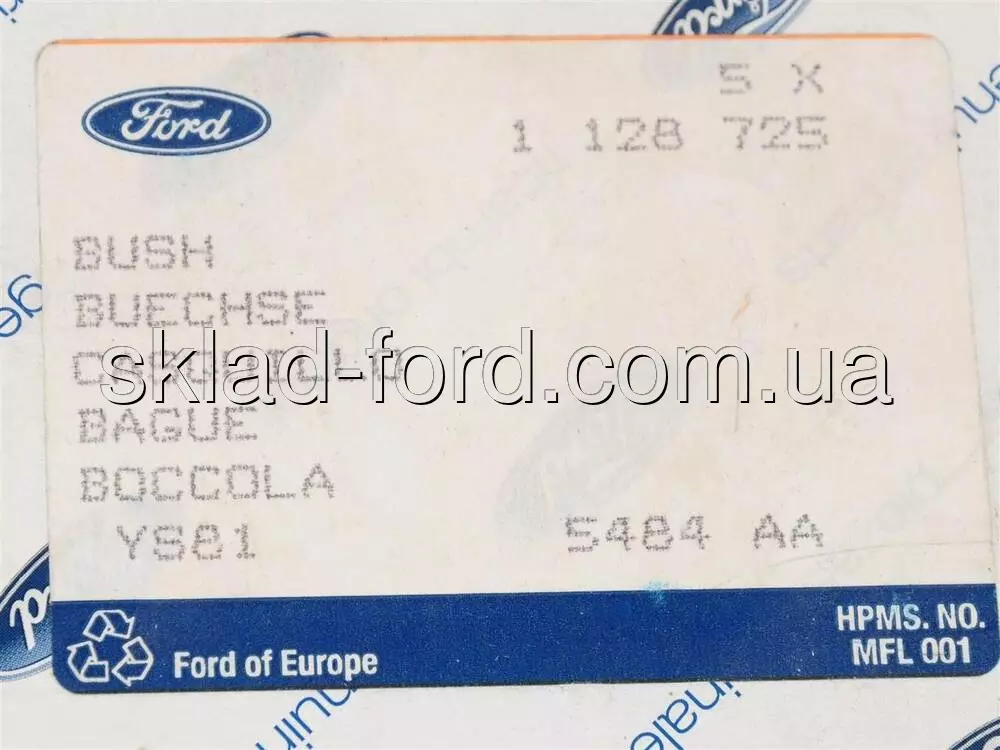 5 X
Ford
1 128 725
BUSH
BUECHSE
CASQUILLO
sklad-ford.com.ua
BAGUE
BOCCOLA
YS61 5484 AA
Ford of Europe
HPMS. NO.
MFL 001